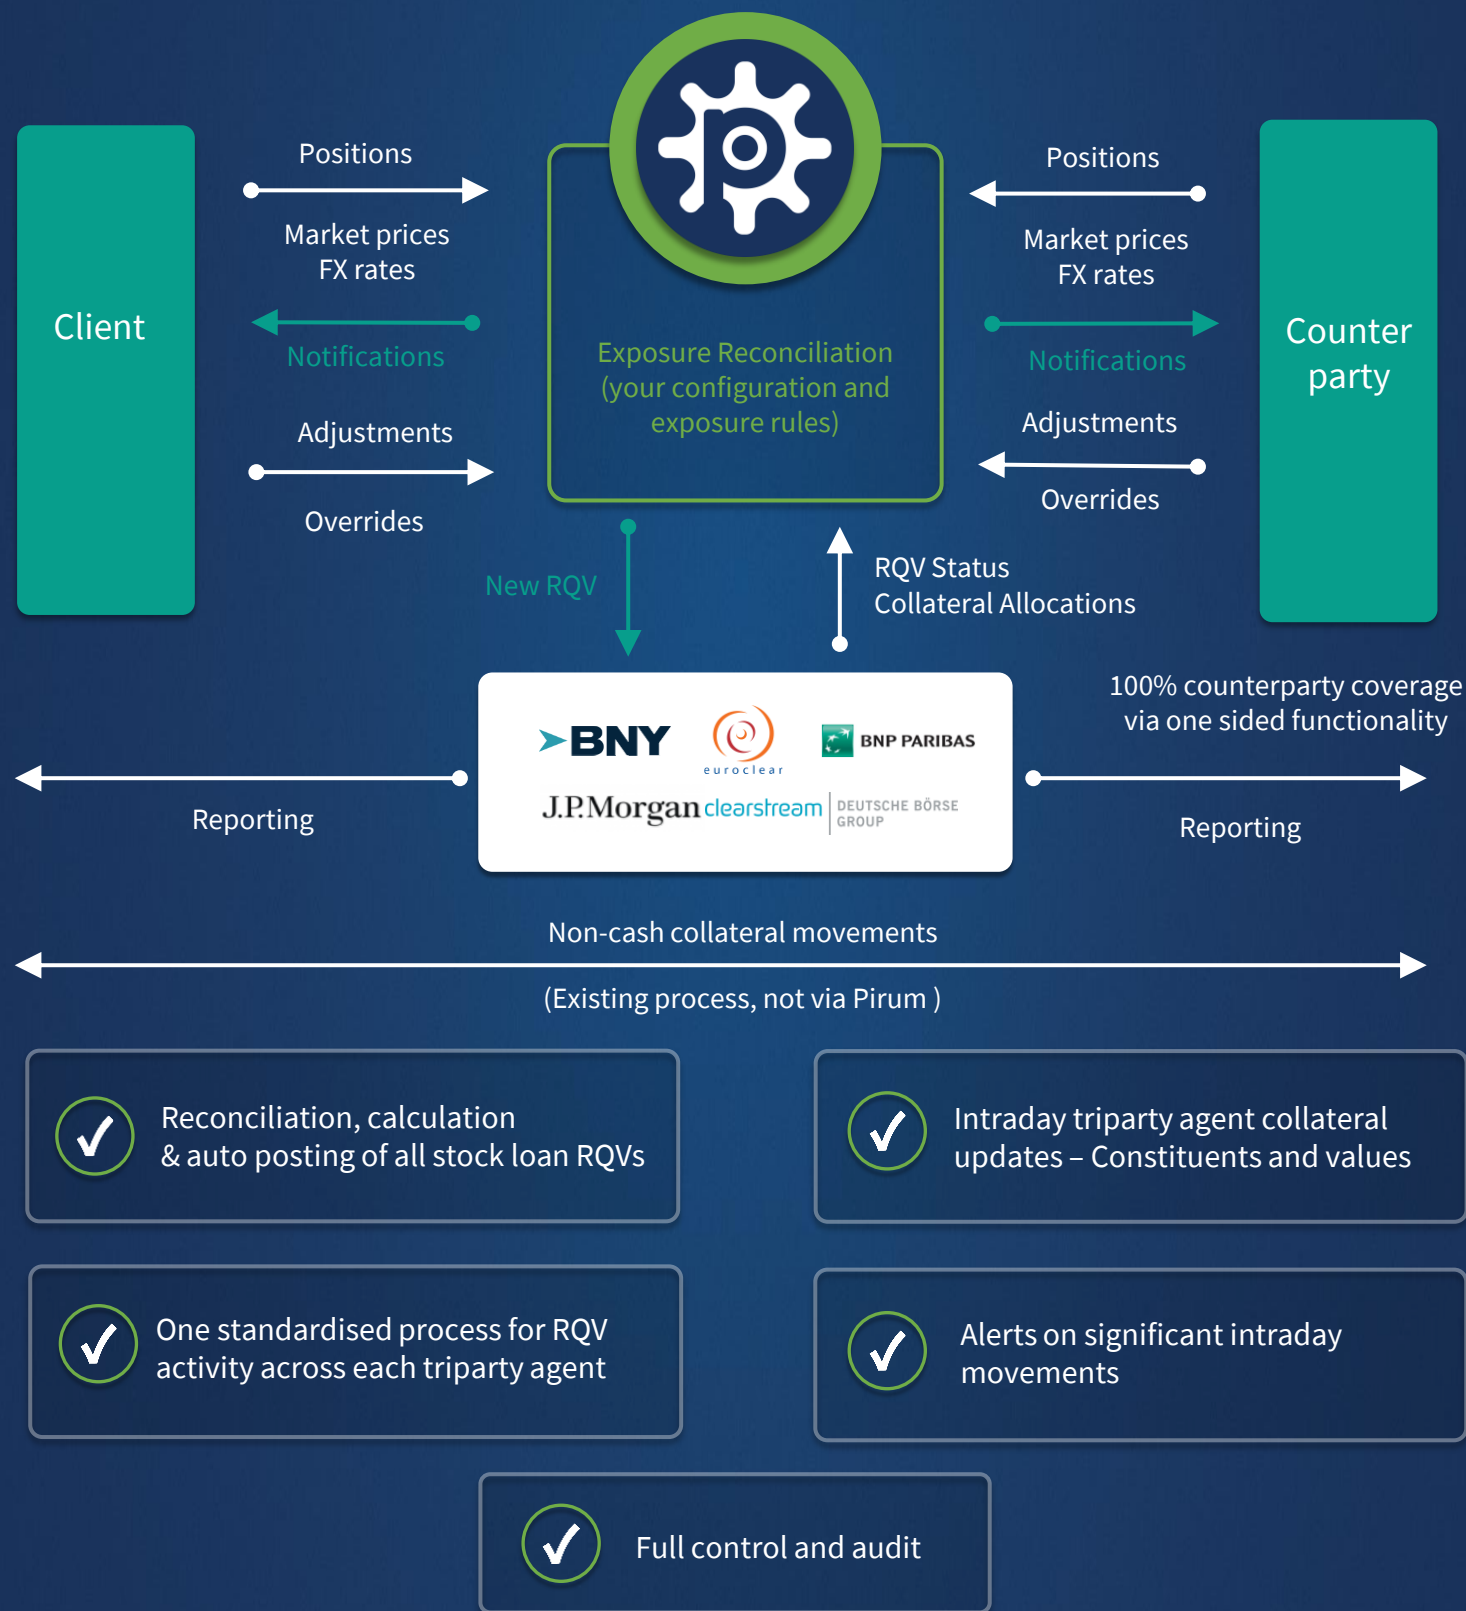 Positions
Market prices
FX rates
Client
Notifications
Adjustments
Overrides
Exposure Reconciliation
(your configuration and
exposure rules)
Positions
Market prices
FX rates
Counter
party
Notifications
Adjustments
Overrides
New RQV
RQV Status
Collateral Allocations
BNY
euroclear
BNP PARIBAS
J.P.Morgan
clearstream
DEUTSCHE BÖRSE
GROUP
100% counterparty coverage
via one sided functionality
Reporting
Reporting
Non-cash collateral movements
(Existing process, not via Pirum )
Reconciliation, calculation
& auto posting of all stock loan RQVs
Intraday triparty agent collateral
updates – Constituents and values
One standardised process for RQV
activity across each triparty agent
Alerts on significant intraday
movements
Full control and audit